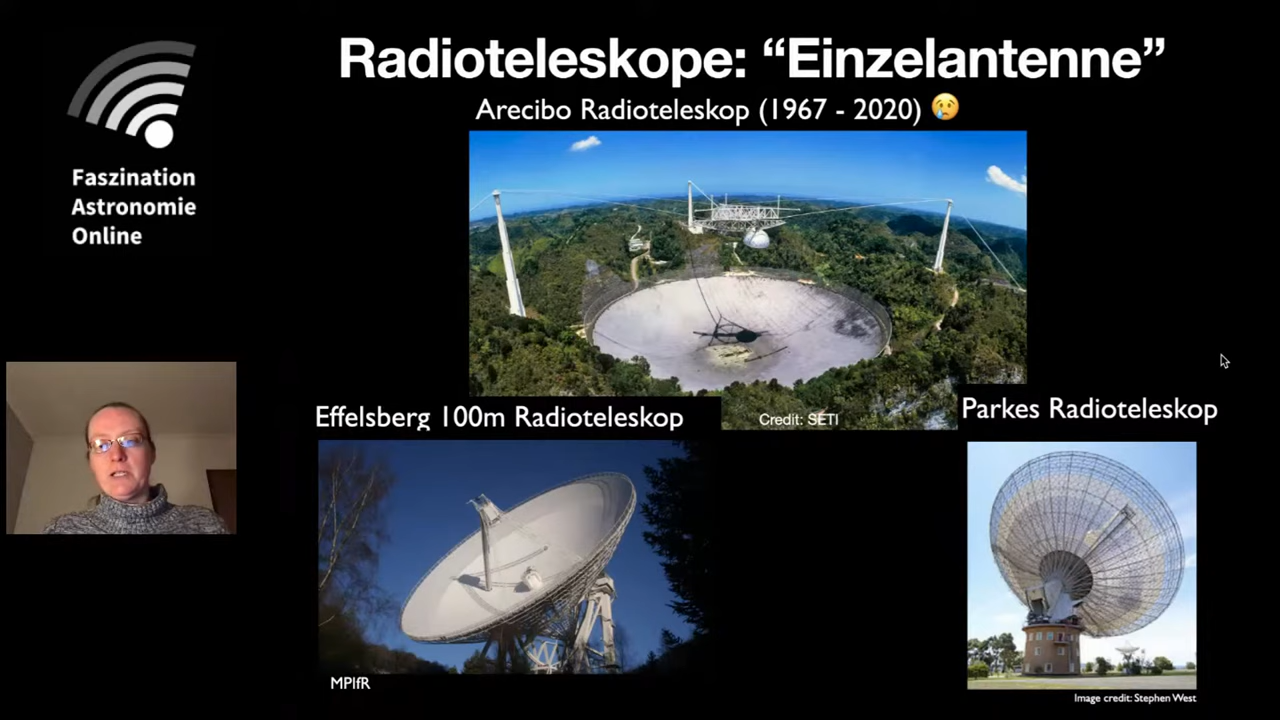 Radioteleskope: “Einzelantenne”
Arecibo Radioteleskop (1967 - 2020) 😢
Faszination
Astronomie
Online
Credit: SETI
Effelsberg 100m Radioteleskop
Parkes Radioteleskop
MPIfR
Image credit: Stephen West